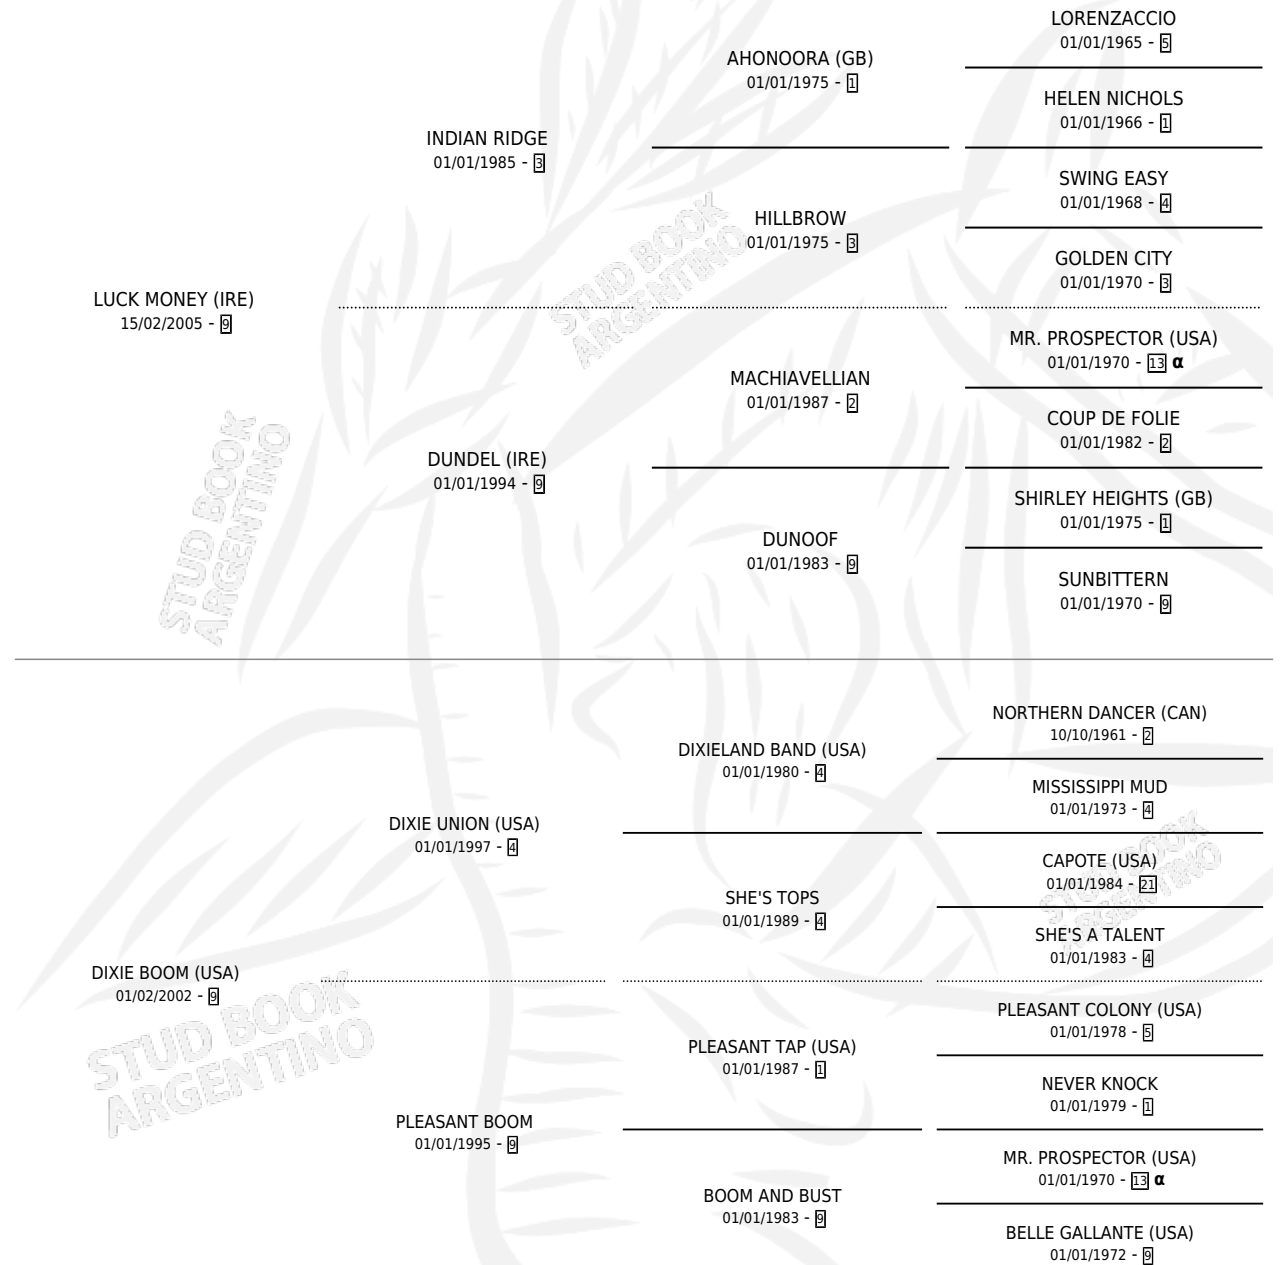 LORENZACCIO
01/01/1965 - 5
AHONOORA (GB)
01/01/1975 - 1
HELEN NICHOLS
01/01/1966 - 1
INDIAN RIDGE
01/01/1985 - 3
SWING EASY
01/01/1968 - 4
HILLBROW
01/01/1975 - 3
GOLDEN CITY
01/01/1970 - 3
STUD BOOK
ARGENTINO
LUCK MONEY (IRE)
15/02/2005 - 9
MR. PROSPECTOR (USA)
01/01/1970 - 13 α
MACHIAVELLIAN
01/01/1987 - 2
COUP DE FOLIE
01/01/1982 - 2
DUNDEL (IRE)
01/01/1994 - 9
SHIRLEY HEIGHTS (GB)
01/01/1975 - 1
DUNOOF
01/01/1983 - 9
SUNBITTERN
01/01/1970 - 9
STUD BOOK
ARGENTINO
NORTHERN DANCER (CAN)
10/10/1961 - 2
DIXIELAND BAND (USA)
01/01/1980 - 4
MISSISSIPPI MUD
01/01/1973 - 4
DIXIE UNION (USA)
01/01/1997 - 4
CAPOTE (USA)
01/01/1984 - 21
SHE'S TOPS
01/01/1989 - 4
SHE'S A TALENT
01/01/1983 - 4
STUD BOOK
ARGENTINO
DIXIE BOOM (USA)
01/02/2002 - 9
PLEASANT COLONY (USA)
01/01/1978 - 5
PLEASANT TAP (USA)
01/01/1987 - 1
NEVER KNOCK
01/01/1979 - 1
STUD BOOK
ARGENTINO
PLEASANT BOOM
01/01/1995 - 9
MR. PROSPECTOR (USA)
01/01/1970 - 13 α
BOOM AND BUST
01/01/1983 - 9
BELLE GALLANTE (USA)
01/01/1972 - 9